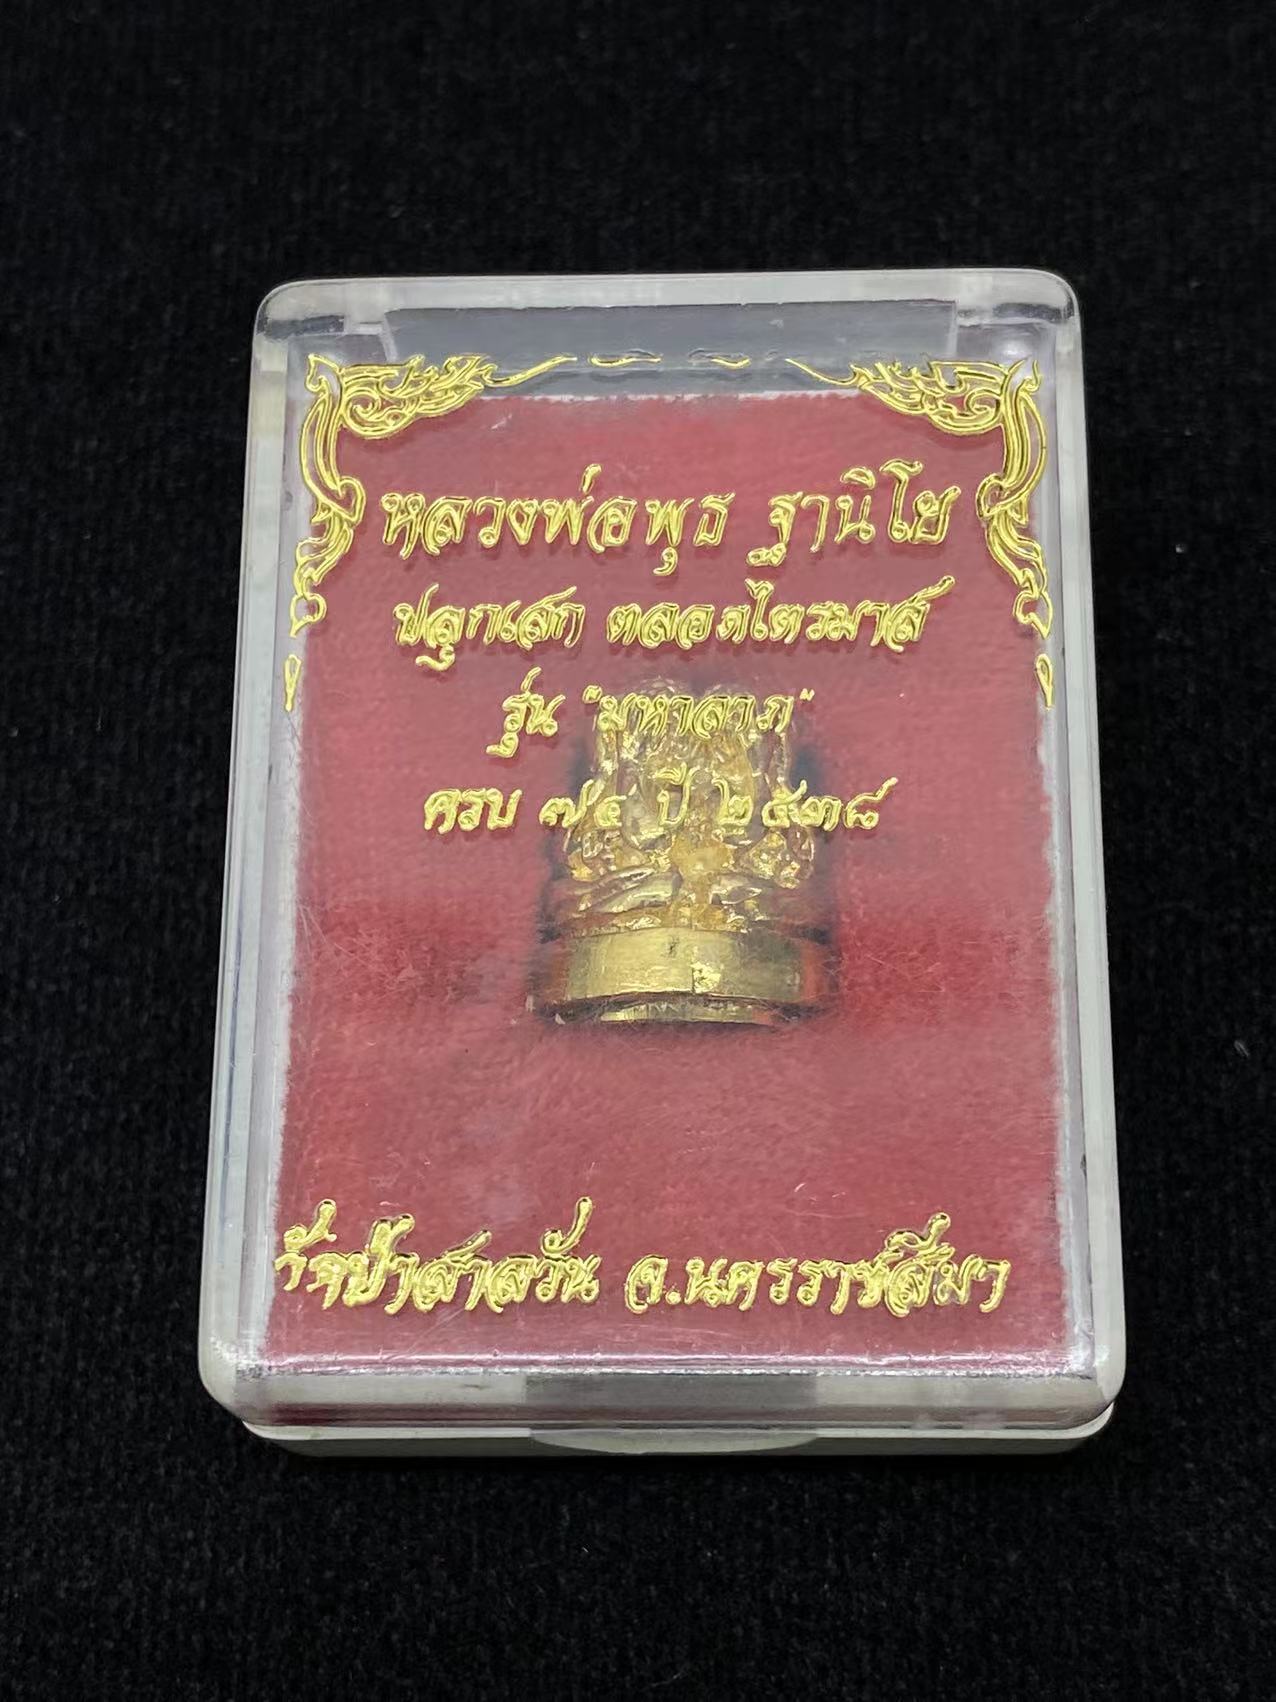 หลวงพ่อพุธ ฐานิโย
ปลุกเสก ตลอดไตรมาส์
รุ่น "มหาลาภ"
ครบ ๗๔ ปี ๒๕๓๘
วัดป่าสาลวัน จ.นครราชสีมา